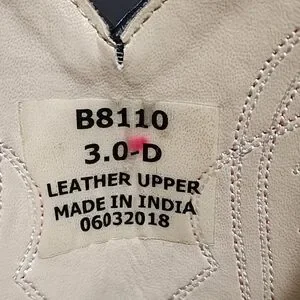 B8110
3.0-D
LEATHER UPPER
MADE IN INDIA
06032018